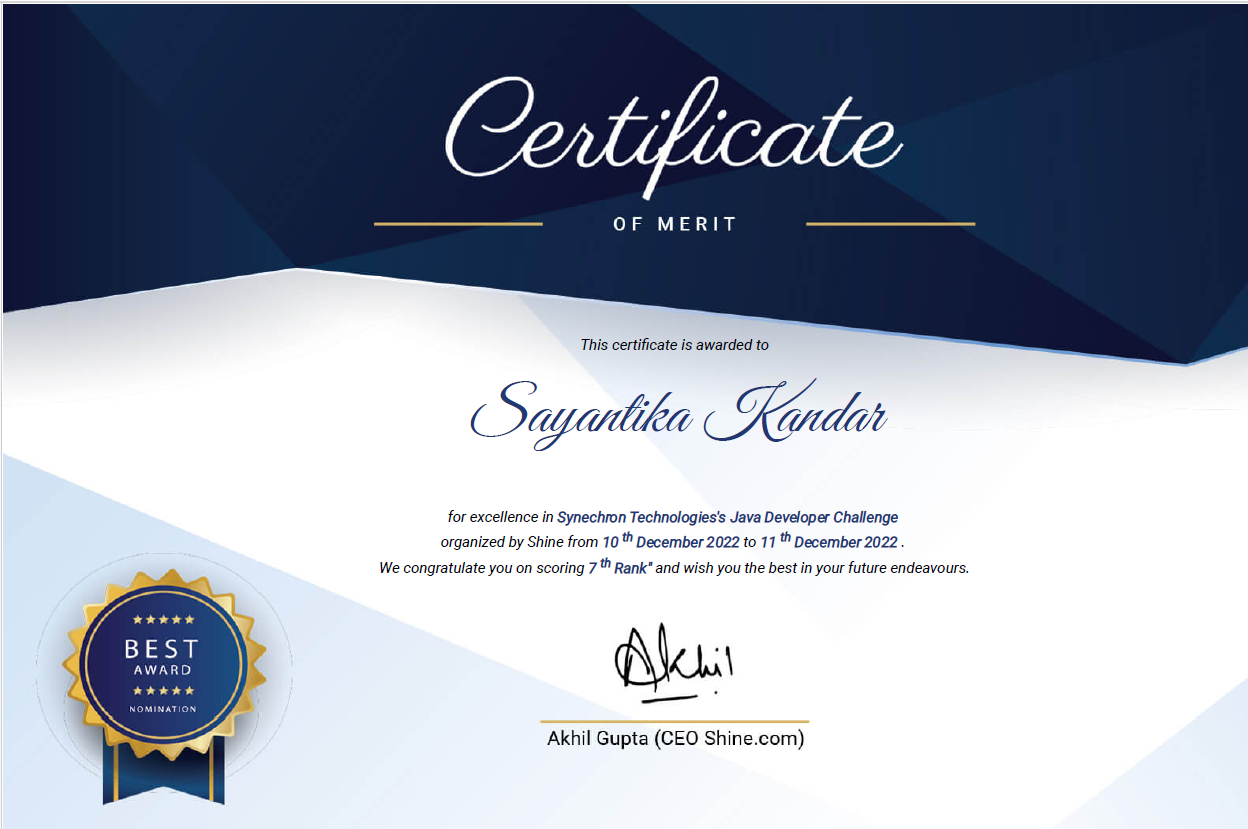 Certificate
OF MERIT
This certificate is awarded to
Sayantika Kandar
for excellence in Synechron Technologies's Java Developer Challenge
organized by Shine from 10 th December 2022 to 11 th December 2022 .
We congratulate you on scoring 7 th Rank" and wish you the best in your future endeavours.
BEST
AWARD
NOMINATION
Akhil
Akhil Gupta (CEO Shine.com)